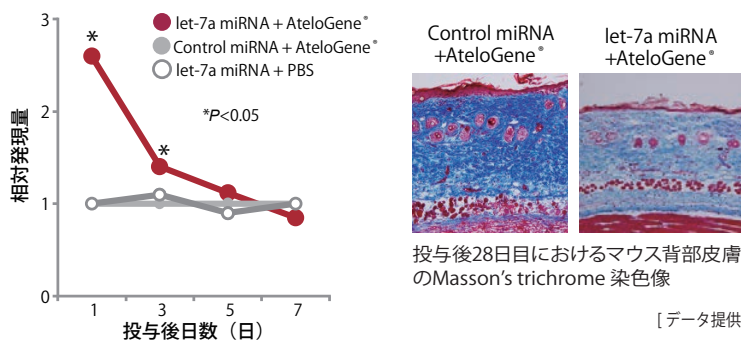 let-7a miRNA + AteloGene®
Control miRNA + AteloGene®
let-7a miRNA + PBS
*P<0.05
*
*
相対発現量
3
2
1
0
1
3
5
7
投与後日数（日）
Control miRNA
+AteloGene®
let-7a miRNA
+AteloGene®
投与後28日目におけるマウス背部皮膚
のMasson’s trichrome 染色像
[ データ提供